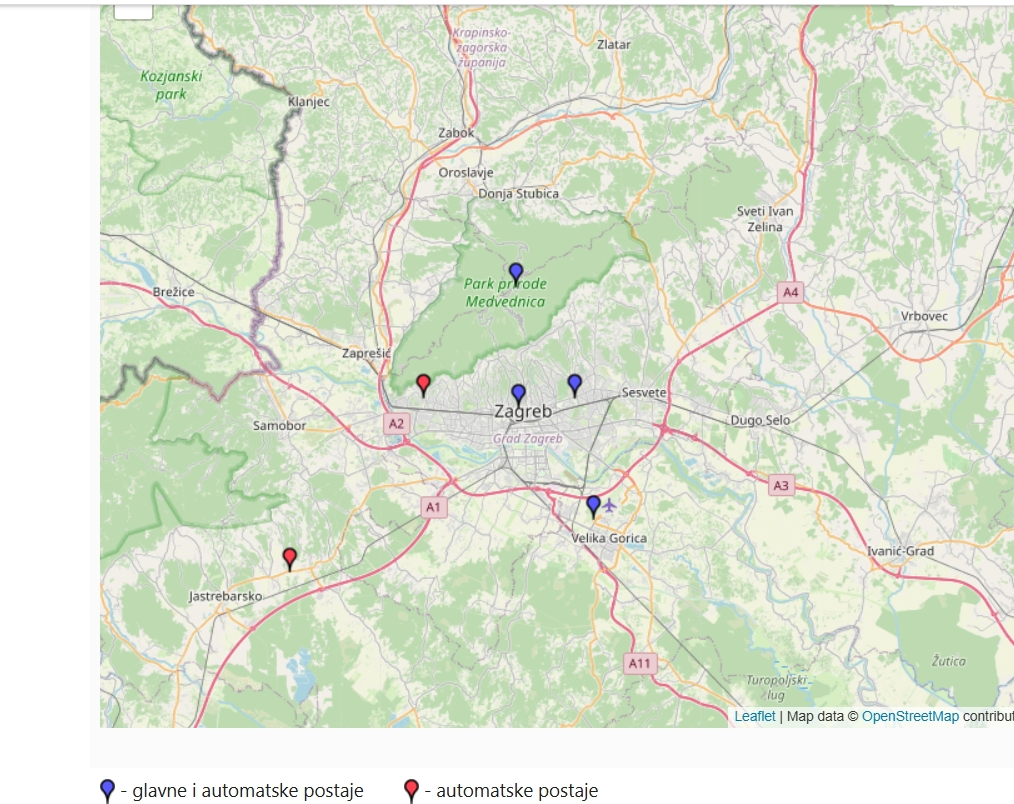 Krapinsko-
zagorska
županija
Zlatar
Kozjanski
park
Klanjec
Zabok
Oroslavje
Donja Stubica
Sveti Ivan
Zelina
Park prirode
Medvednica
Brežice
A4
Vrbovec
Zaprešić
Sesvete
Zagreb
Dugo Selo
A2
Samobor
Grad Zagreb
A3
A1
Velika Gorica
Ivanić-Grad
Jastrebarsko
A11
Žutica
Turopoljski
lug
Leaflet | Map data © OpenStreetMap contribut
- glavne i automatske postaje - automatske postaje